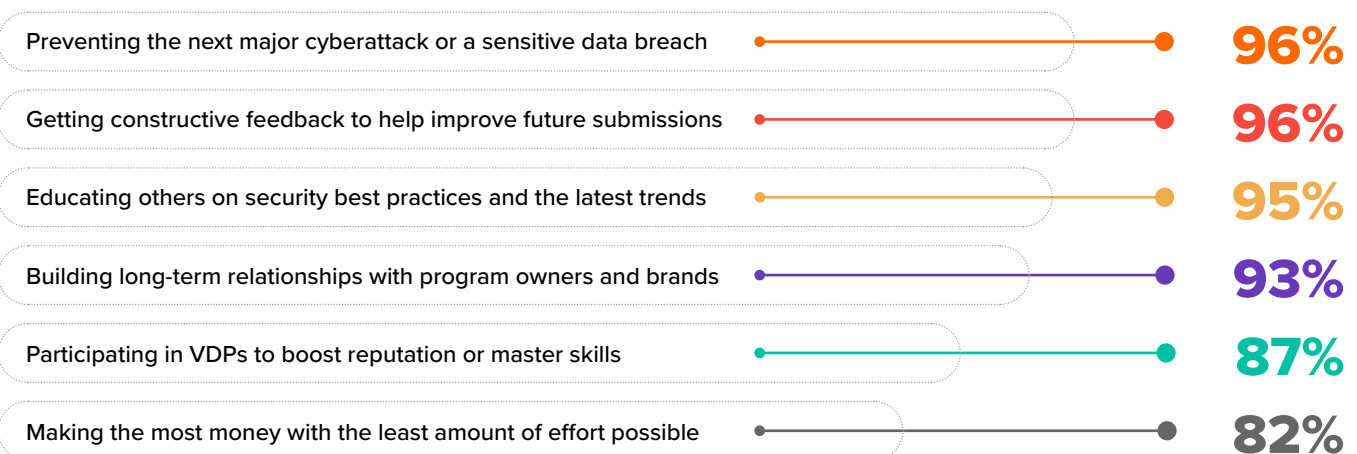 Preventing the next major cyberattack or a sensitive data breach 96%
Getting constructive feedback to help improve future submissions 96%
Educating others on security best practices and the latest trends 95%
Building long-term relationships with program owners and brands 93%
Participating in VDPs to boost reputation or master skills 87%
Making the most money with the least amount of effort possible 82%